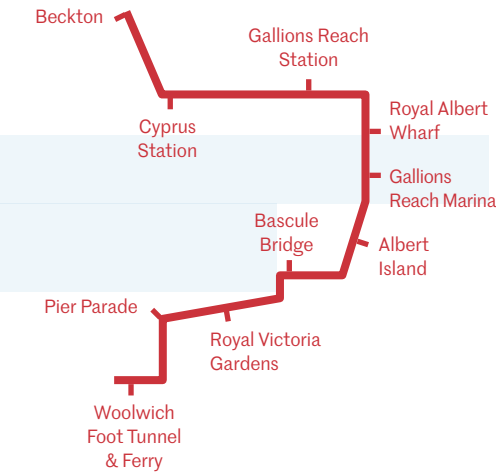 Beckton
Gallions Reach
Station
Cyprus
Station
Royal Albert
Wharf
Gallions
Reach Marina
Bascule
Bridge
Albert
Island
Pier Parade
Royal Victoria
Gardens
Woolwich
Foot Tunnel
& Ferry